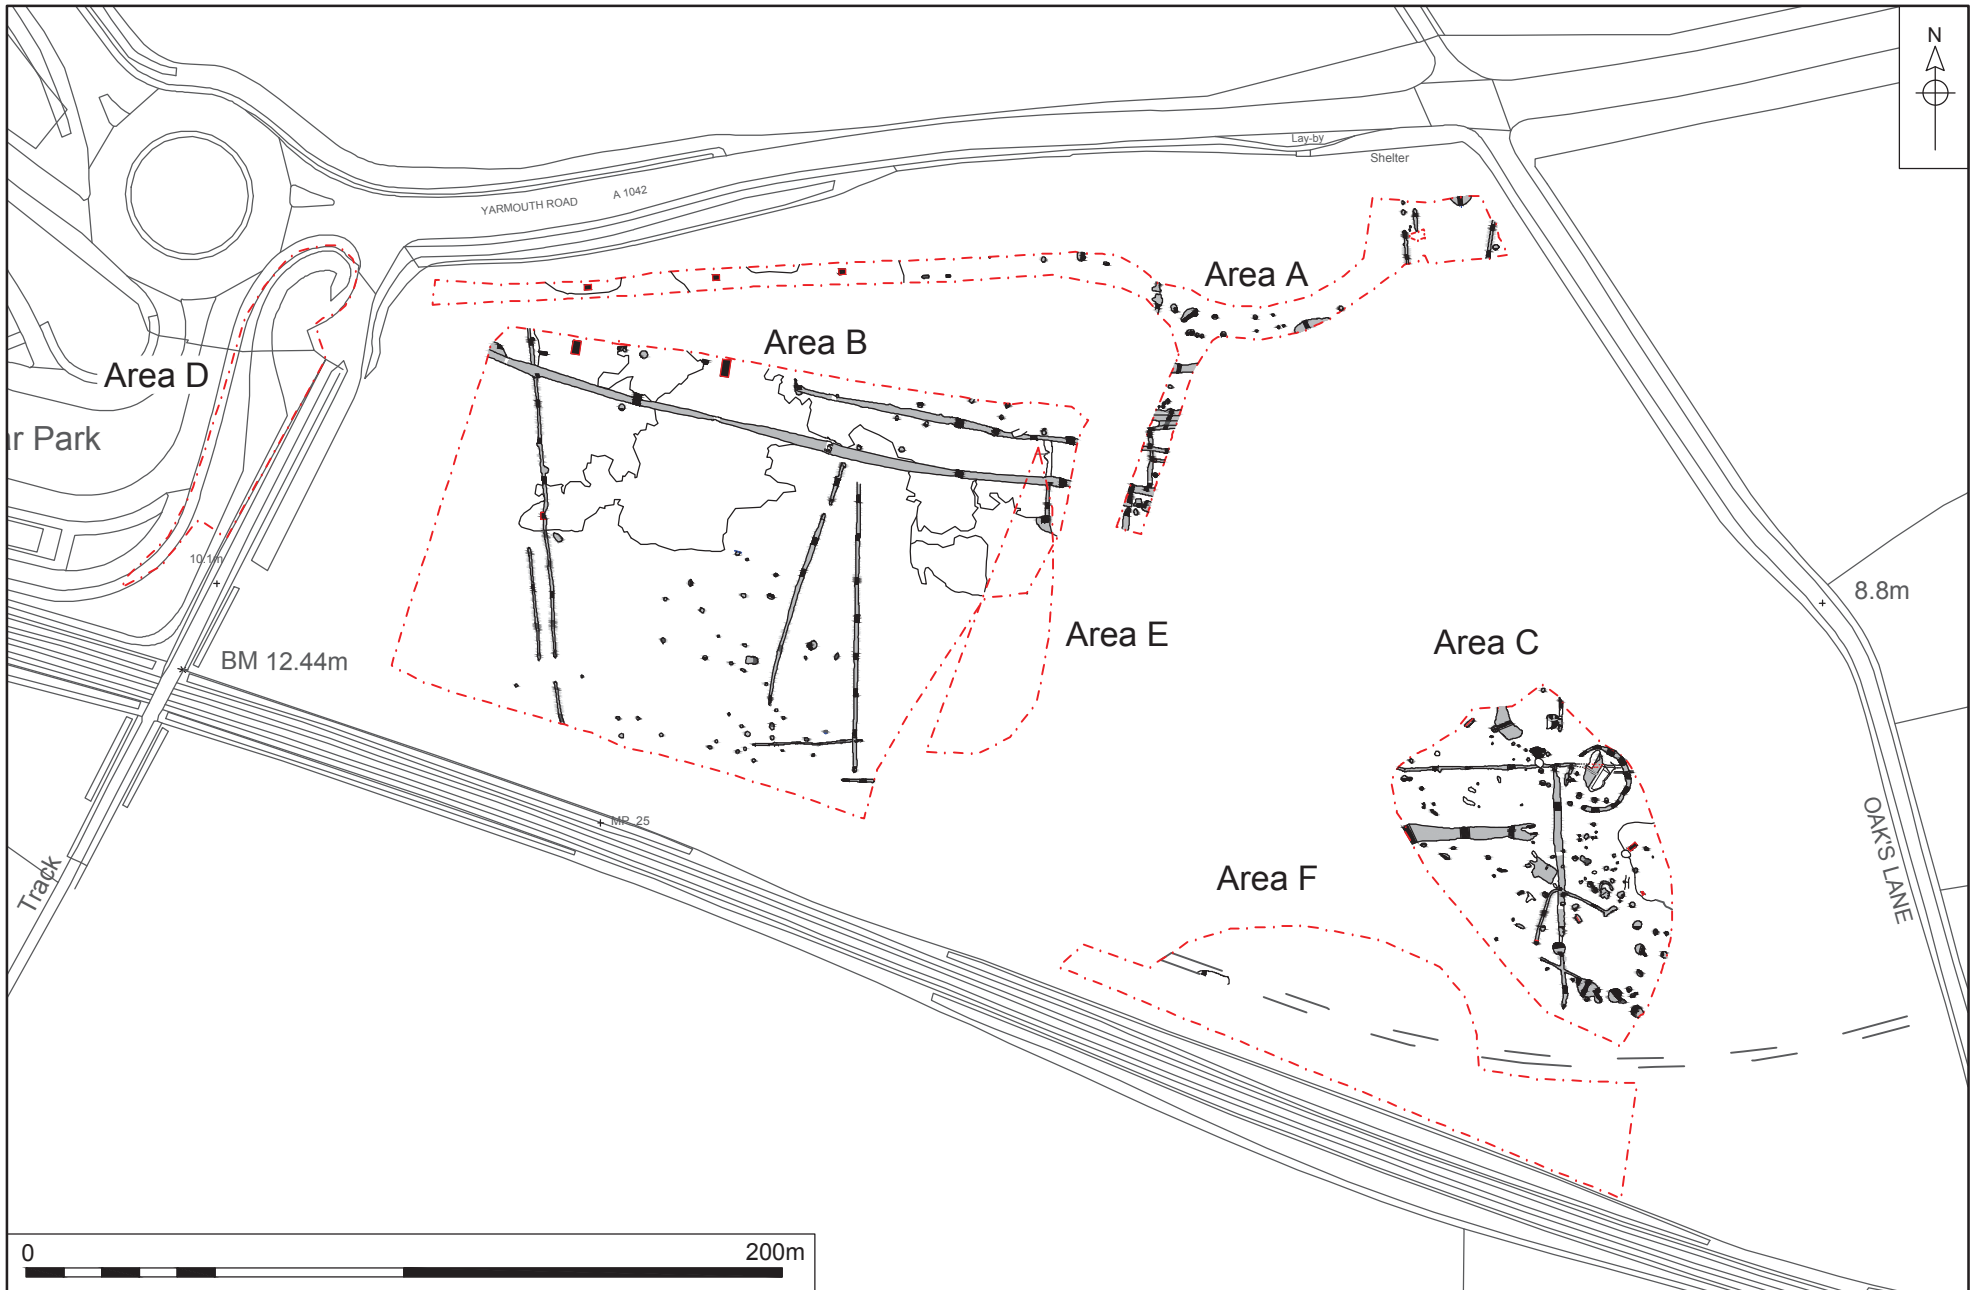 N
Lay-by
Shelter
A 1042
YARMOUTH ROAD
Area A
Area B
Area D
ar Park
10.1m
8.8m
Area E
Area C
BM 12.44m
MP 25
OAK'S LANE
Track
Area F
0
200m